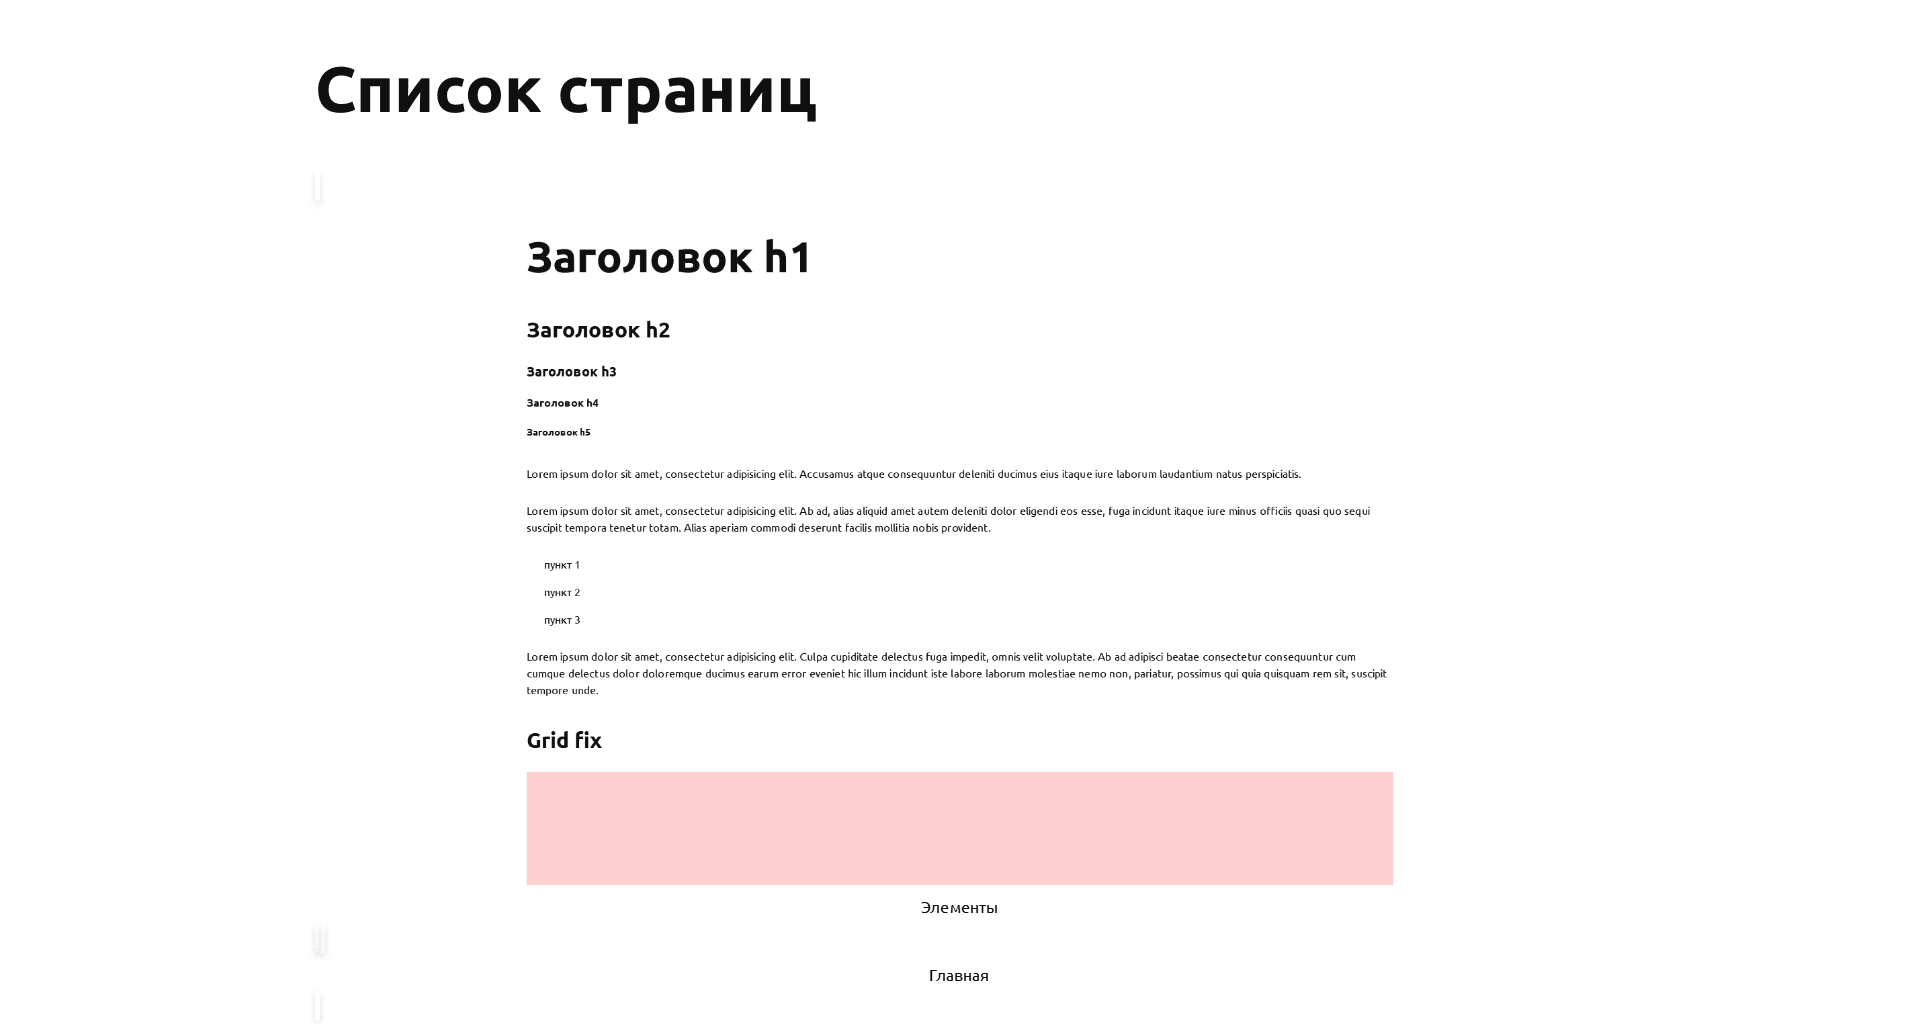 Список страниц
Заголовок h1
Заголовок h2
Заголовок h3
Заголовок h4
Заголовок h5
Lorem ipsum dolor sit amet, consectetur adipisicing elit. Accusamus atque consequuntur deleniti ducimus eius itaque iure laborum laudantium natus perspiciatis.
Lorem ipsum dolor sit amet, consectetur adipisicing elit. Ab ad, alias aliquid amet autem deleniti dolor eligendi eos esse, fuga incidunt itaque iure minus officiis quasi quo sequi
suscipit tempora tenetur totam. Alias aperiam commodi deserunt facilis mollitia nobis provident.
пункт 1
пункт 2
пункт 3
Lorem ipsum dolor sit amet, consectetur adipisicing elit. Culpa cupiditate delectus fuga impedit, omnis velit voluptate. Ab ad adipisci beatae consectetur consequuntur cum
cumque delectus dolor doloremque ducimus earum error eveniet hic illum incidunt iste labore laborum molestiae nemo non, pariatur, possimus qui quia quisquam rem sit, suscipit
tempore unde.
Grid fix
Элементы
Главная